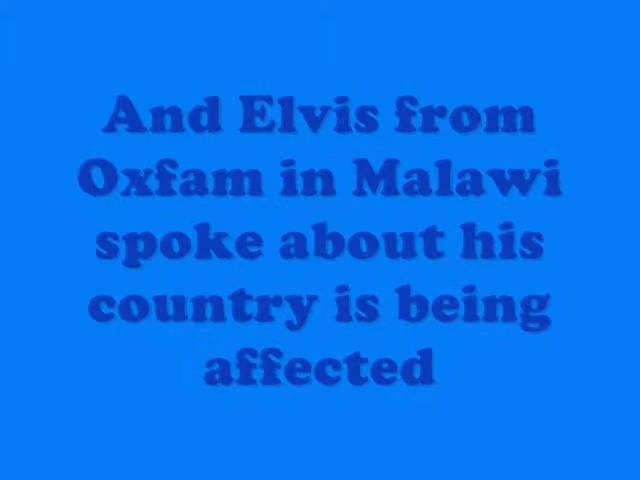 And Elvis from
Oxfam in Malawi
spoke about his
country is being
affected